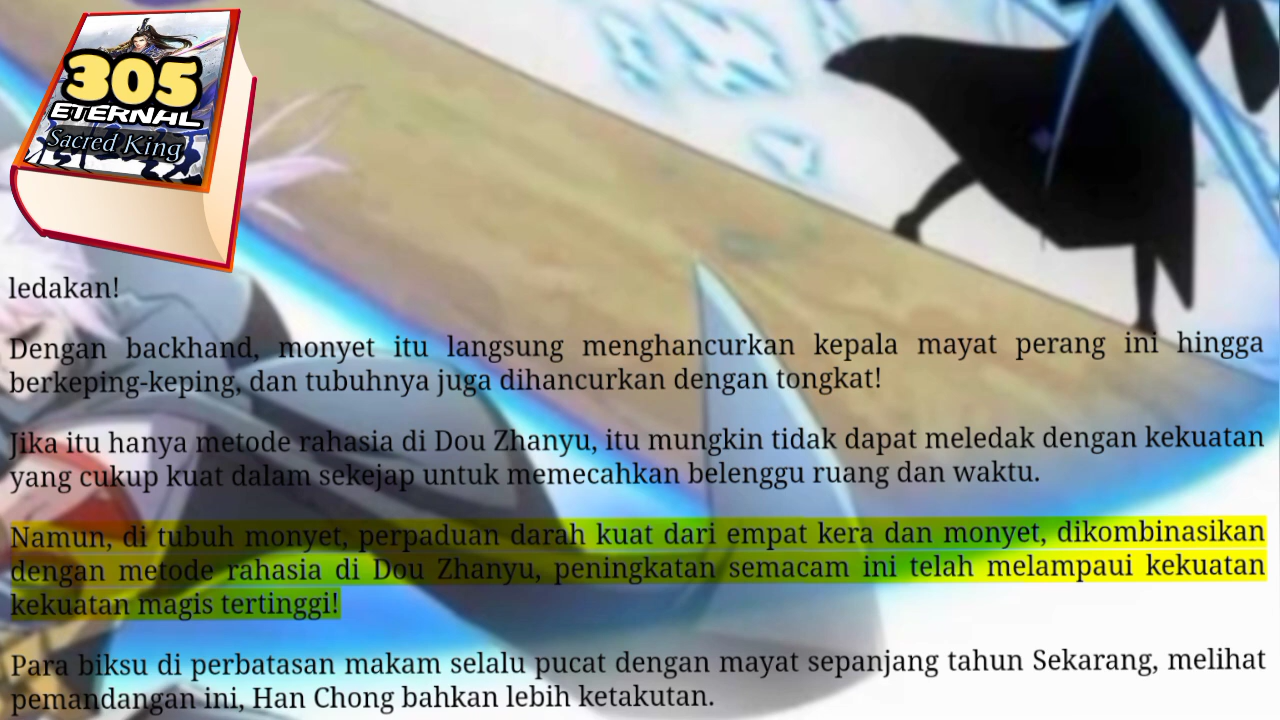 305
ETERNAL
Sacred King
ledakan!
Dengan backhand, monyet itu langsung menghancurkan kepala mayat perang ini hingga
berkeping-keping, dan tubuhnya juga dihancurkan dengan tongkat!
Jika itu hanya metode rahasia di Dou Zhanyu, itu mungkin tidak dapat meledak dengan kekuatan
yang cukup kuat dalam sekejap untuk memecahkan belenggu ruang dan waktu.
Namun, di tubuh monyet, perpaduan darah kuat dari empat kera dan monyet, dikombinasikan
dengan metode rahasia di Dou Zhanyu, peningkatan semacam ini telah melampaui kekuatan
kekuatan magis tertinggi!
Para biksu di perbatasan makam selalu pucat dengan mayat sepanjang tahun Sekarang, melihat
pemandangan ini, Han Chong bahkan lebih ketakutan.